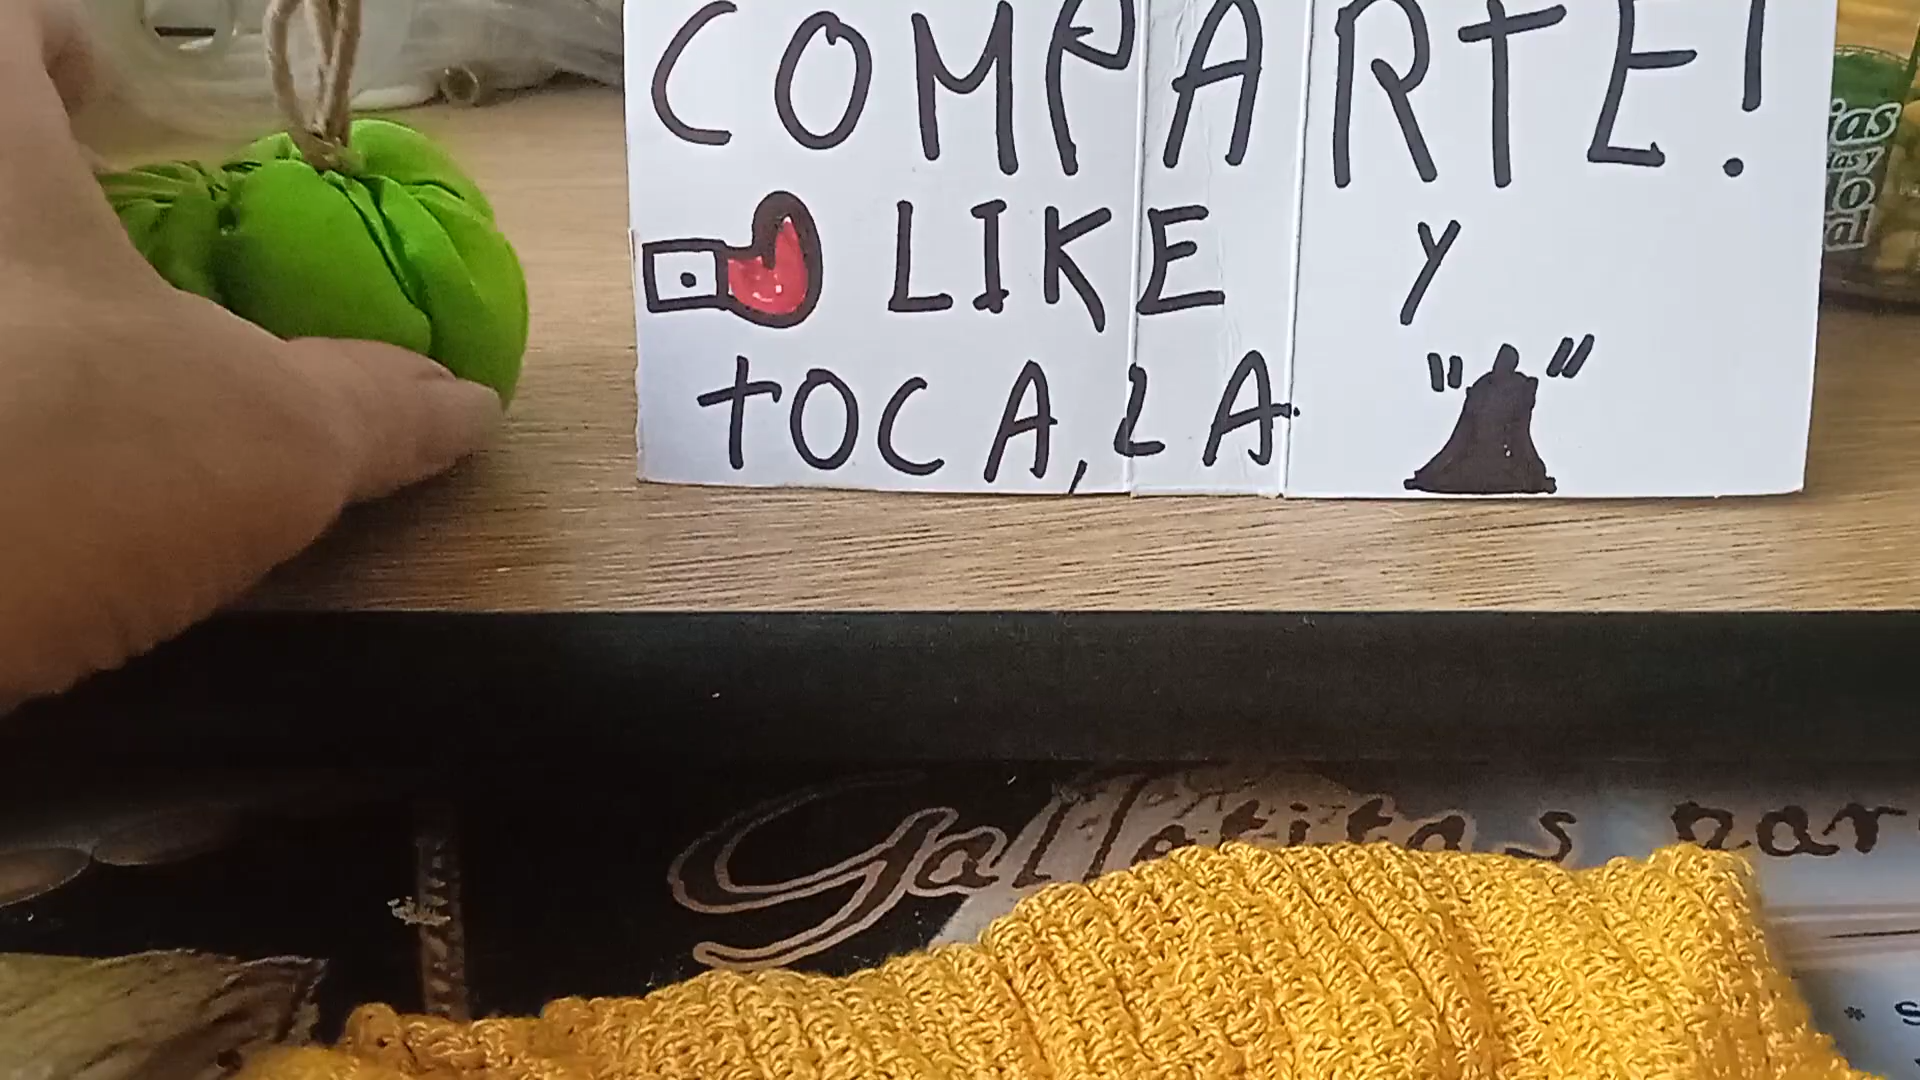 COMPARTE!
LIKE Y
TOCA, LA
Galletitas par
* S